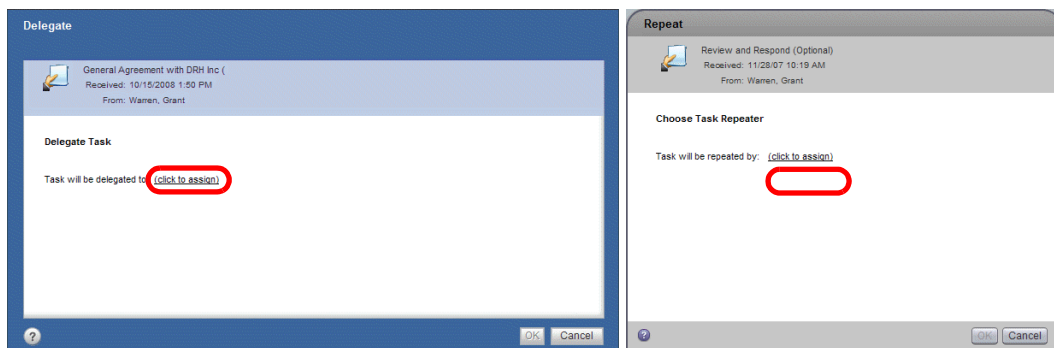 Delegate
General Agreement with DRH Inc (
Received: 10/15/2008 1:50 PM
From: Warren, Grant
Delegate Task
Task will be delegated to: (click to assign)
?
OK Cancel
Repeat
Review and Respond (Optional)
Received: 11/28/07 10:19 AM
From: Warren, Grant
Choose Task Repeater
Task will be repeated by: (click to assign)
?
OK Cancel